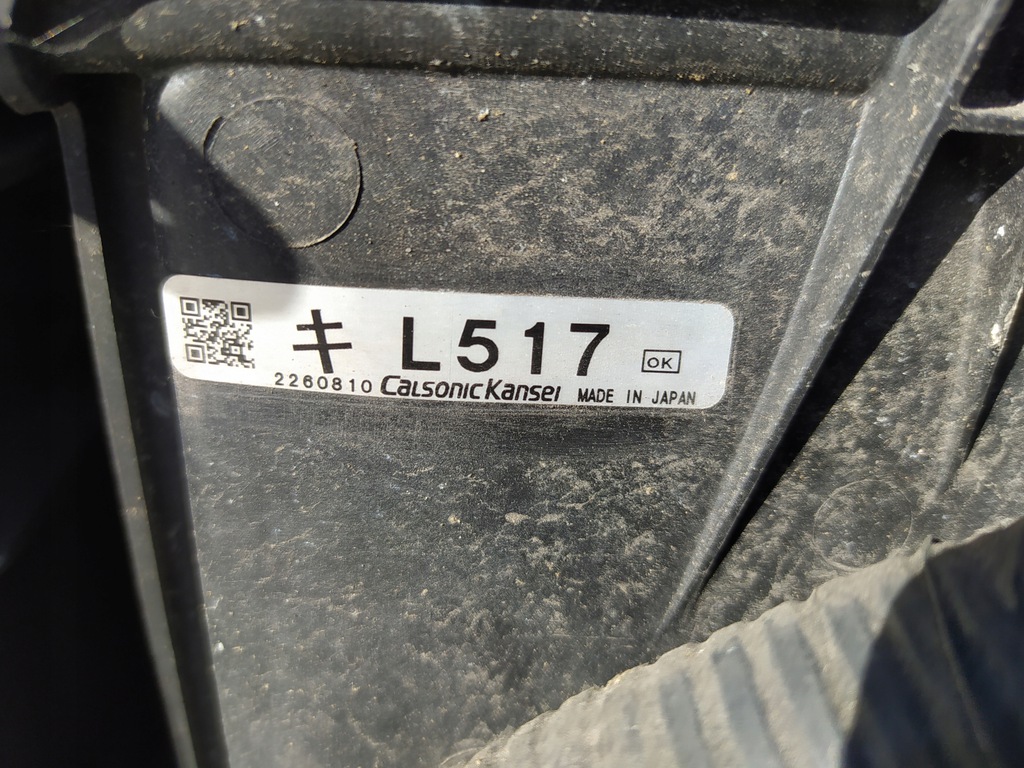 キ L517 OK
2260810 CalsonicKansei MADE IN JAPAN